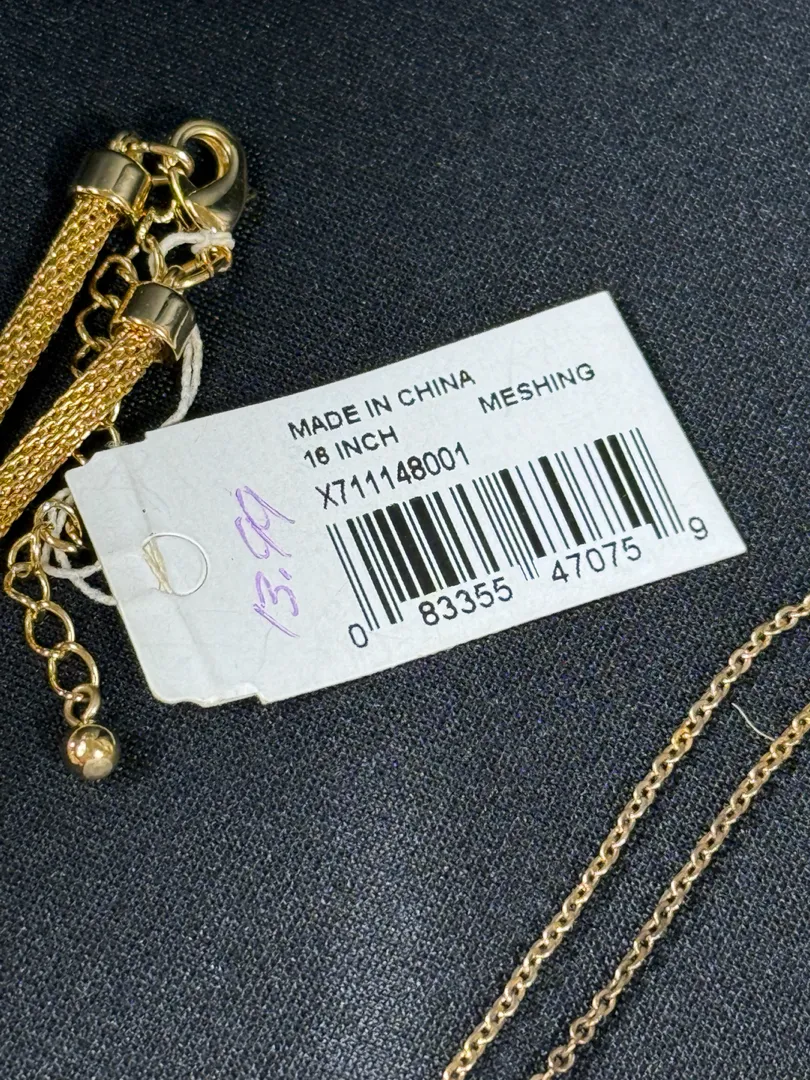 MADE IN CHINA
MESHING
16 INCH
X711148001
13.99
0 83355 47075 9